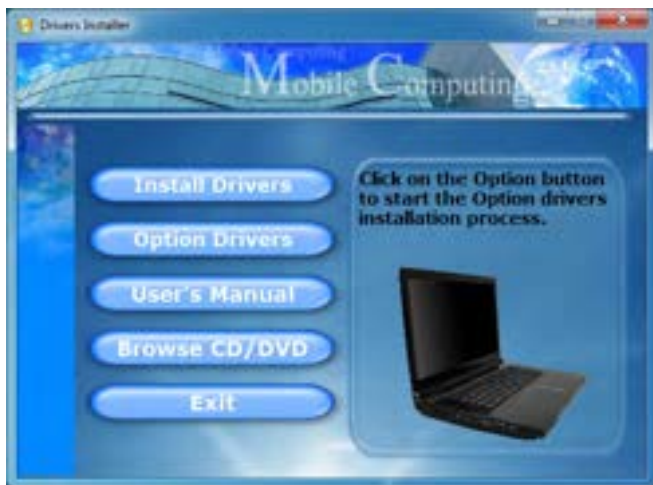 Drivers Installer
Mobile Computing
Install Drivers
Option Drivers
User's Manual
Browse CD/DVD
Exit
Click on the Option button
to start the Option drivers
installation process.